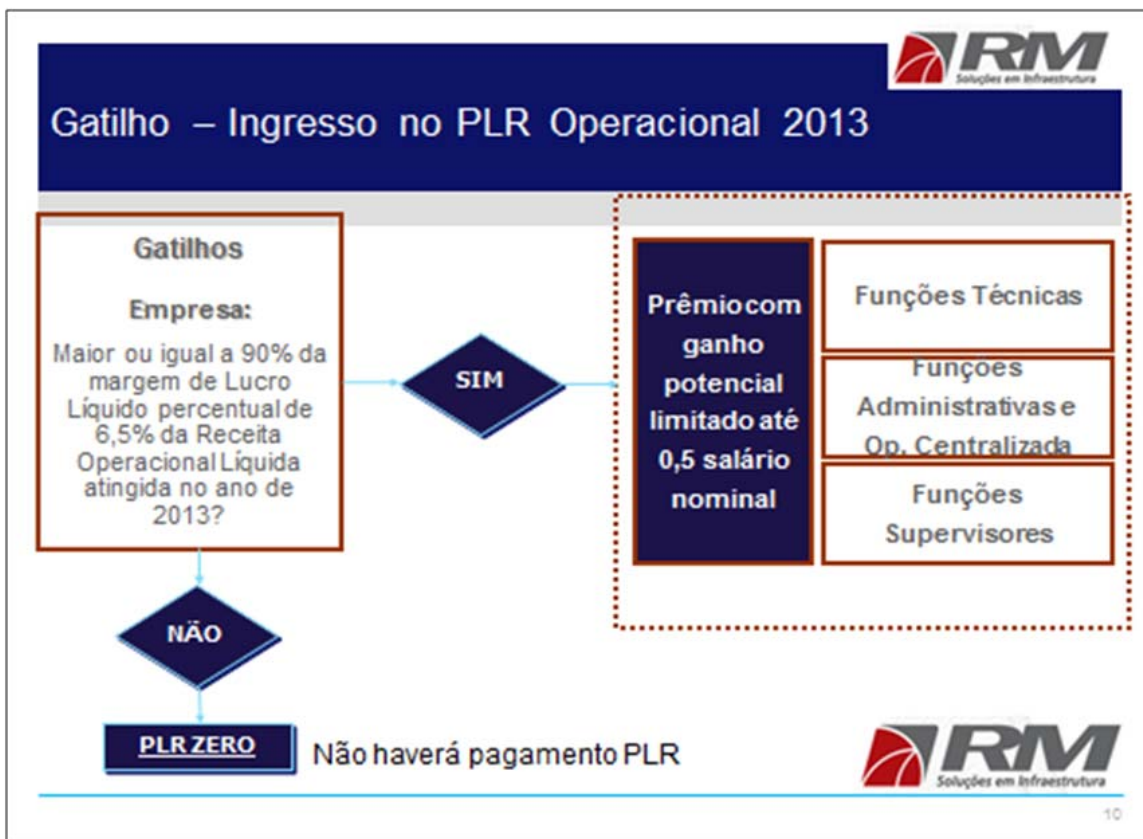 RM
Soluções em Infraestrutura
Gatilho – Ingresso no PLR Operacional 2013
Gatilhos
Empresa:
Maior ou igual a 90% da
margem de Lucro
Líquido percentual de
6,5% da Receita
Operacional Líquida
atingida no ano de
2013?
SIM
Prêmio com
ganho
potencial
limitado até
0,5 salário
nominal
Funções Técnicas
Funções
Administrativas e
Op. Centralizada
Funções
Supervisores
NÃO
PLR ZERO
Não haverá pagamento PLR
RM
Soluções em Infraestrutura
10